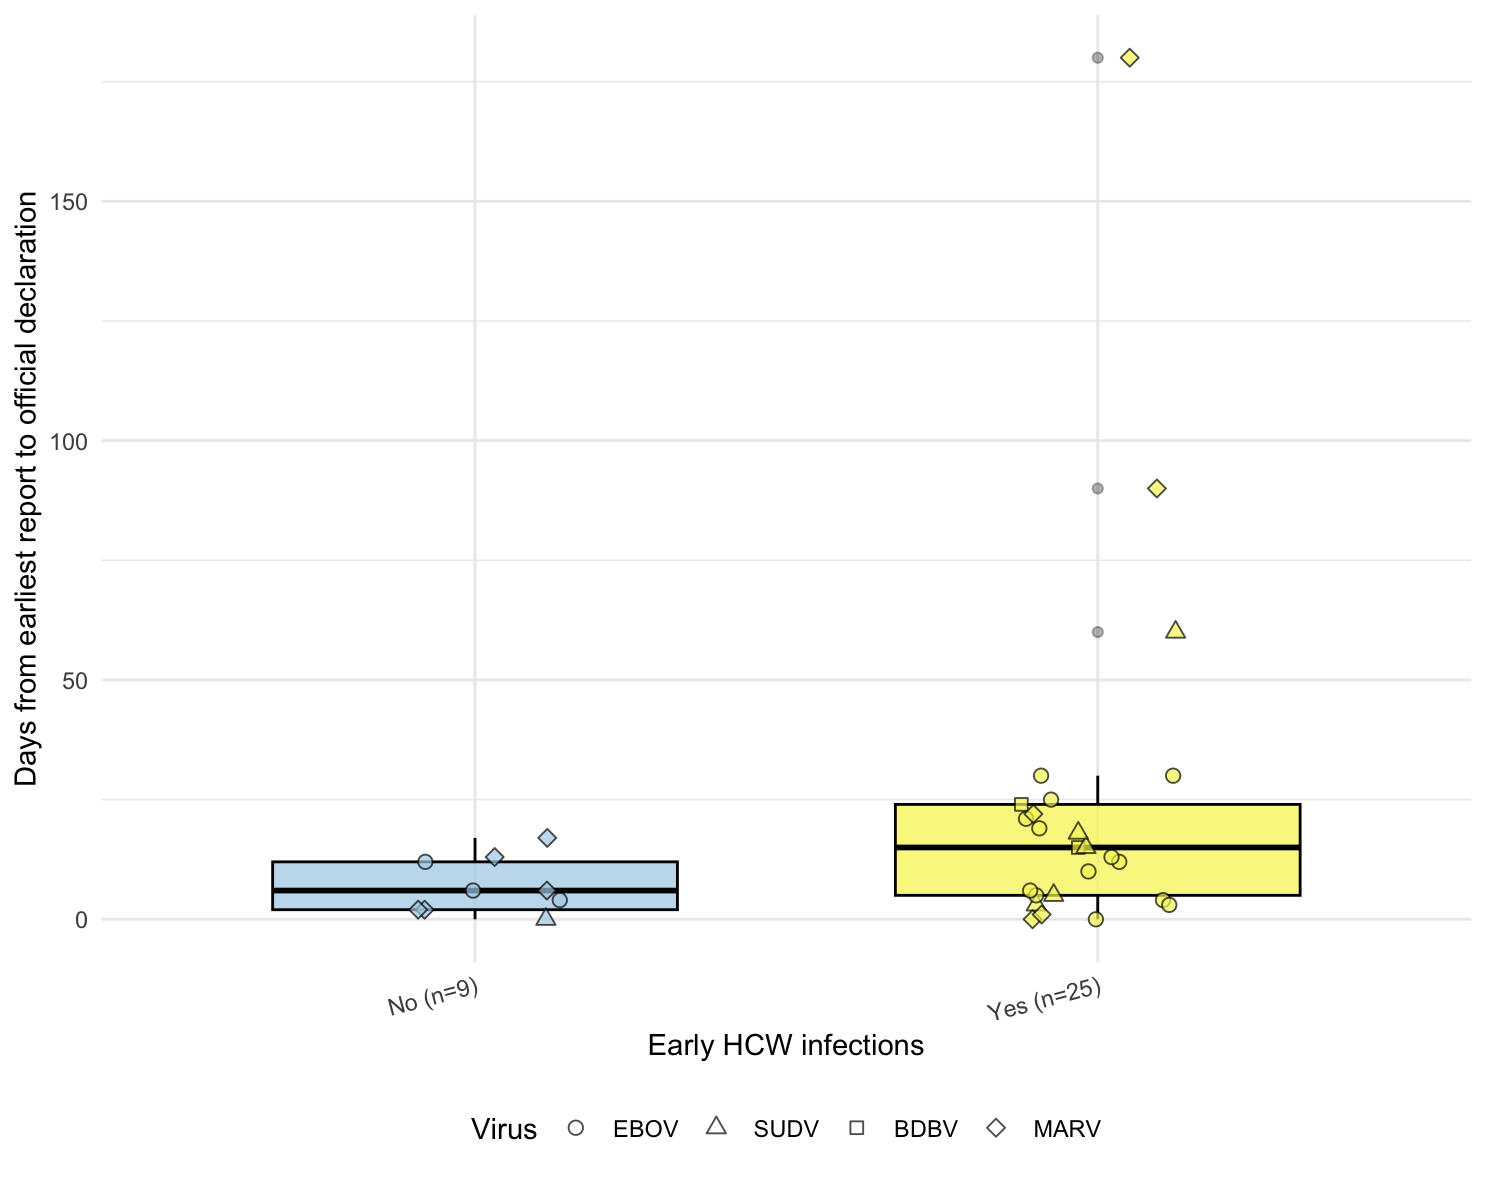 Days from earliest report to official declaration
150
100
50
0
No (n=9)
Yes (n=25)
Early HCW infections
Virus EBOV SUDV BDBV MARV